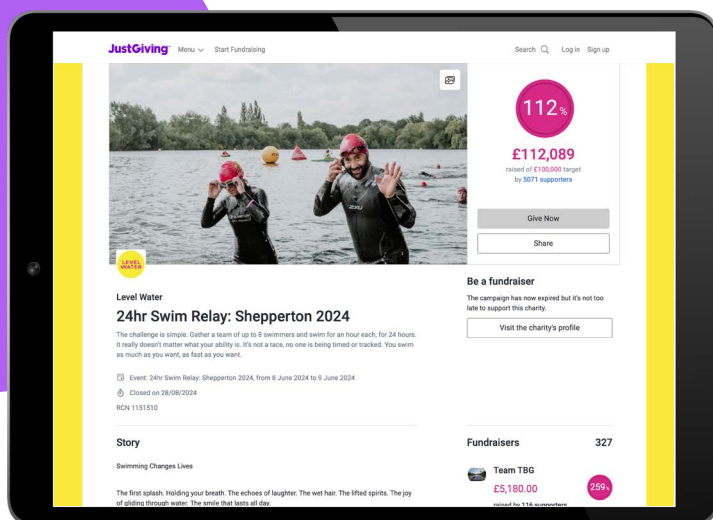 JustGiving
Menu
Start Fundraising
Search
Log in
Sign up
112%
£112,089
raised of £100,000 target
by 5071 supporters
Give Now
Share
LEVEL
WATER
Level Water
24hr Swim Relay: Shepperton 2024
The challenge is simple. Gather a team of up to 8 swimmers and swim for an hour each, for 24 hours.
It really doesn't matter what your ability is. It's not a race, no one is being timed or tracked. You swim
as much as you want, as fast as you want.
Event: 24hr Swim Relay: Shepperton 2024, from 8 June 2024 to 9 June 2024
Closed on 28/08/2024
RCN 1151510
Be a fundraiser
The campaign has now expired but it's not too
late to support this charity.
Visit the charity's profile
Story
Swimming Changes Lives
The first splash. Holding your breath. The echoes of laughter. The wet hair. The lifted spirits. The joy
of gliding through water. The smile that lasts all day.
Fundraisers
327
Team TBG
£5,180.00
259%
raised by 116 supporters